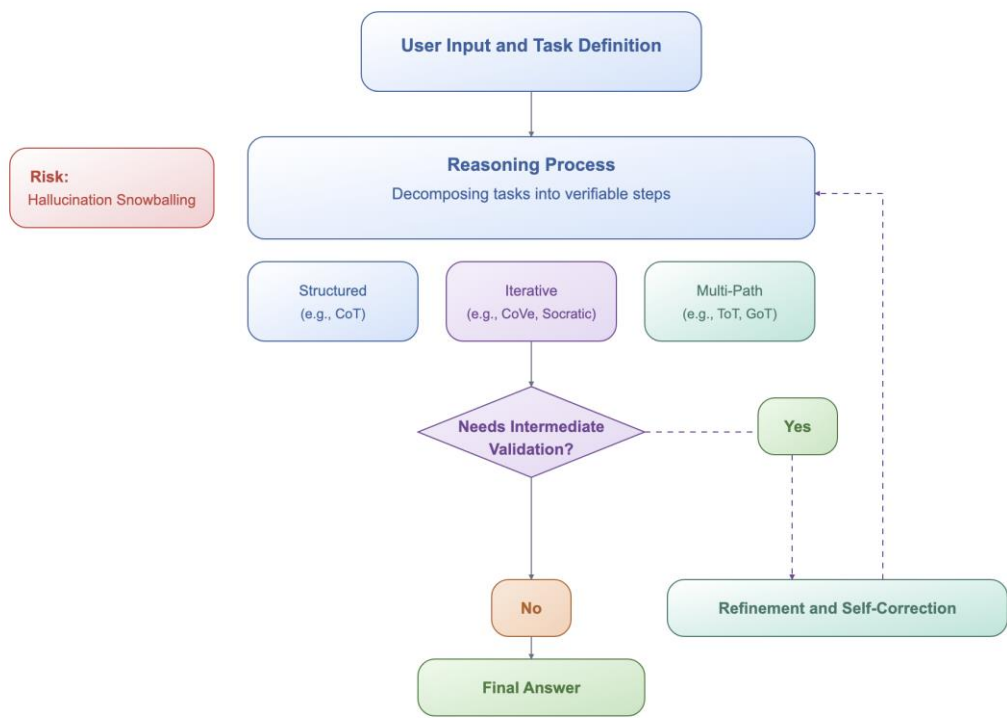 User Input and Task Definition
Risk:
Hallucination Snowballing
Reasoning Process
Decomposing tasks into verifiable steps
Structured
(e.g., CoT)
Iterative
(e.g., CoVe, Socratic)
Multi-Path
(e.g., ToT, GoT)
Needs Intermediate
Validation?
Yes
No
Refinement and Self-Correction
Final Answer